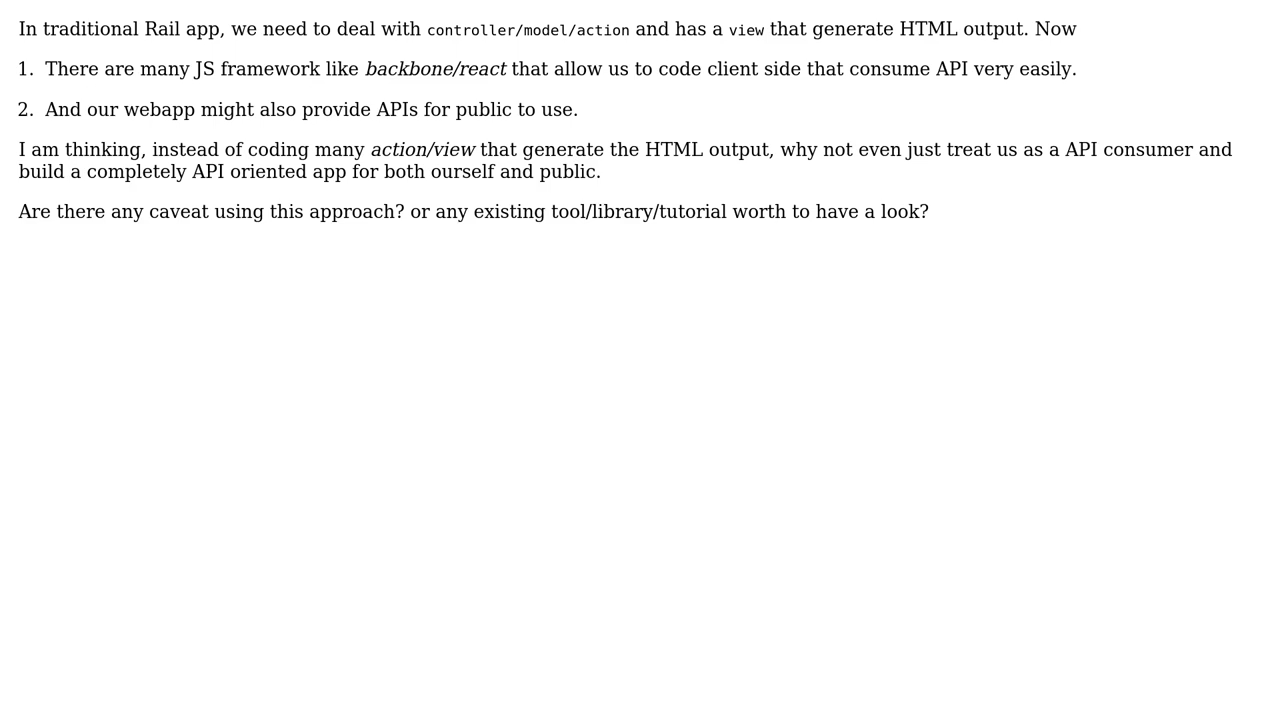 In traditional Rail app, we need to deal with controller/model/action and has a view that generate HTML output. Now
1. There are many JS framework like backbone/react that allow us to code client side that consume API very easily.
2. And our webapp might also provide APIs for public to use.
I am thinking, instead of coding many action/view that generate the HTML output, why not even just treat us as a API consumer and
build a completely API oriented app for both ourself and public.
Are there any caveat using this approach? or any existing tool/library/tutorial worth to have a look?